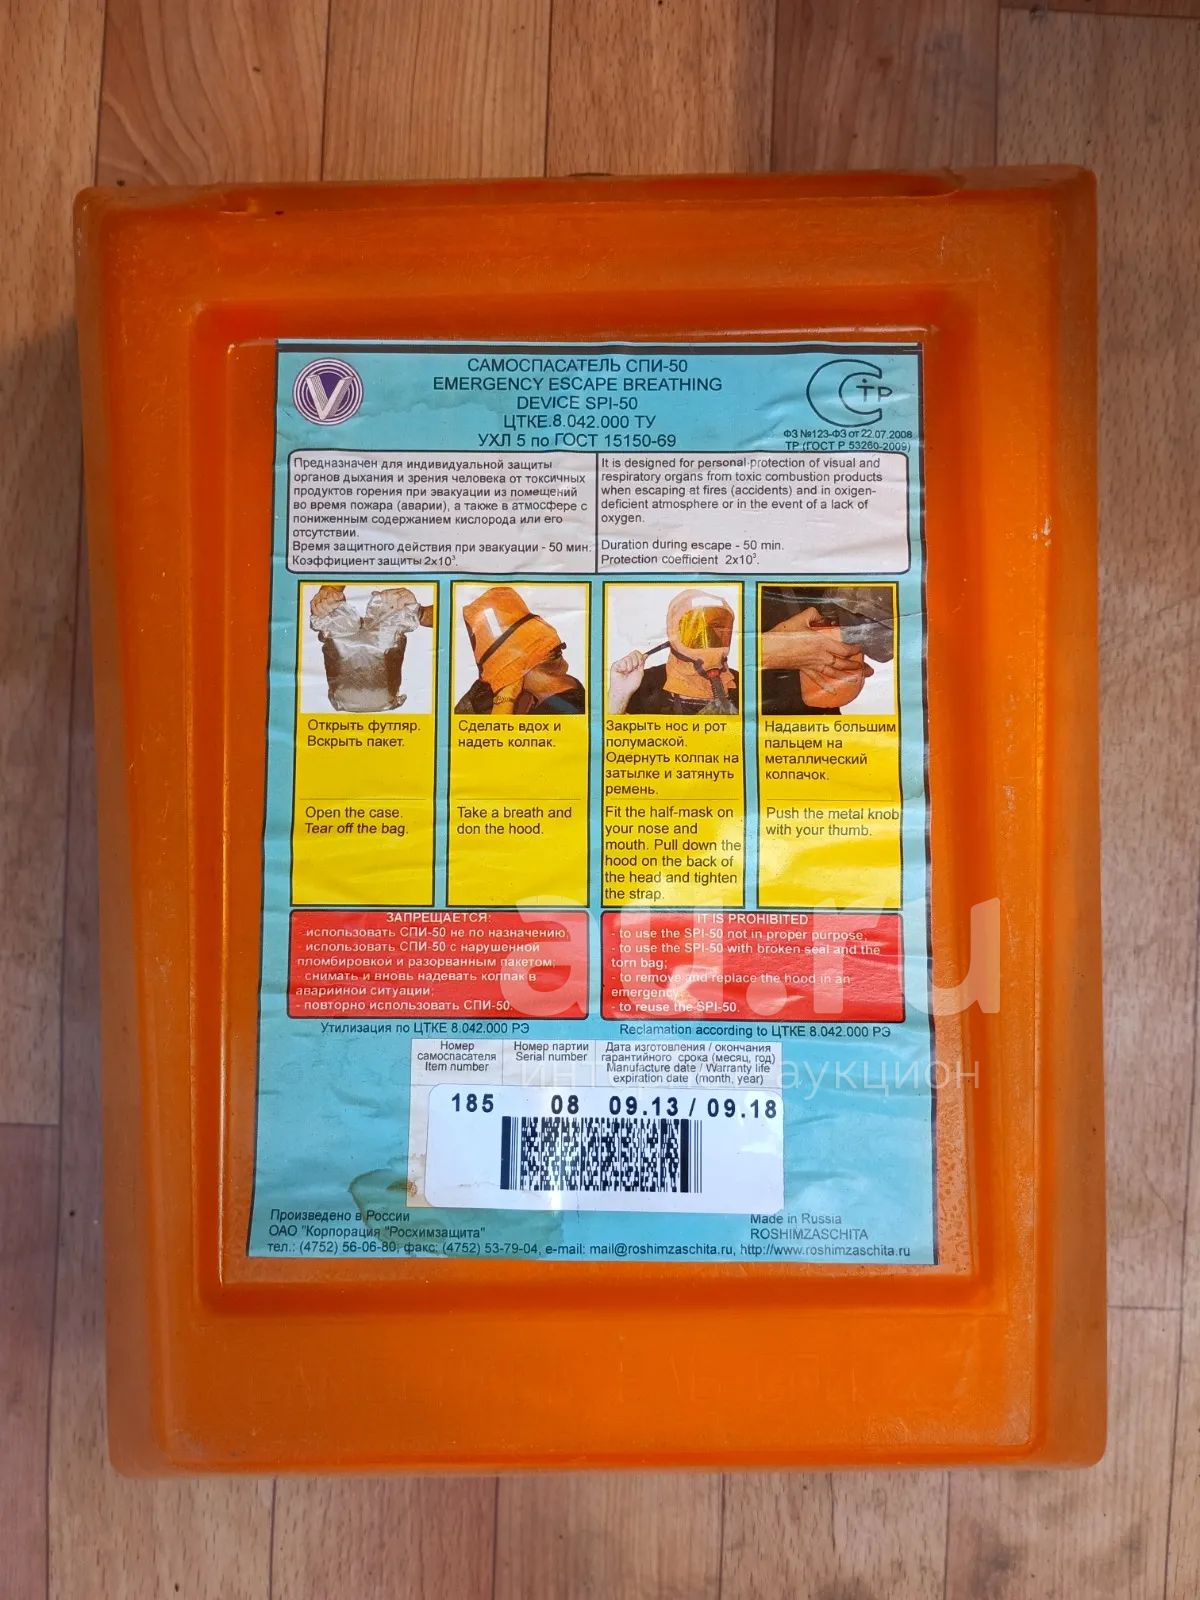 V
САМОСПАСАТЕЛЬ СПИ-50
EMERGENCY ESCAPE BREATHING
DEVICE SPI-50
ЦТКЕ.8.042.000 ТУ
УХЛ 5 по ГОСТ 15150-69
СТР
ФЗ №123-ФЗ от 22.07.2008
ТР (ГОСТ Р 53260-2009)
Предназначен для индивидуальной защиты
органов дыхания и зрения человека от токсичных
продуктов горения при эвакуации из помещений
во время пожара (аварии), а также в атмосфере с
пониженным содержанием кислорода или его
отсутствии.
Время защитного действия при эвакуации - 50 мин.
Коэффициент защиты 2х10³.
It is designed for personal protection of visual and
respiratory organs from toxic combustion products
when escaping at fires (accidents) and in oxigen-
deficient atmosphere or in the event of a lack of
oxygen.
Duration during escape - 50 min.
Protection coefficient 2x10³.
Открыть футляр.
Вскрыть пакет.
Open the case.
Tear off the bag.
Сделать вдох и
надеть колпак.
Take a breath and
don the hood.
Закрыть нос и рот
полумаской.
Одернуть колпак на
затылке и затянуть
ремень.
Fit the half-mask on
your nose and
mouth. Pull down the
hood on the back of
the head and tighten
the strap.
Надавить большим
пальцем на
металлический
колпачок.
Push the metal knob
with your thumb.
ЗАПРЕЩАЕТСЯ:
- использовать СПИ-50 не по назначению;
- использовать СПИ-50 с нарушенной
пломбировкой и разорванным пакетом;
- снимать и вновь надевать колпак в
аварийной ситуации;
- повторно использовать СПИ-50.
IT IS PROHIBITED
- to use the SPI-50 not in proper purpose;
- to use the SPI-50 with broken seal and the
torn bag;
- to remove and replace the hood in an
emergency;
- to reuse the SPI-50.
Утилизация по ЦТКЕ 8.042.000 РЭ
Reclamation according to ЦТКЕ 8.042.000 РЭ
Номер
самоспасателя
Item number
Номер партии
Serial number
Дата изготовления / окончания
гарантийного срока (месяц, год)
Manufacture date / Warranty life
expiration date (month, year)
185 08 09.13 / 09.18
Произведено в России
ОАО "Корпорация "Росхимзащита"
Made in Russia
ROSHIMZASCHITA
тел.: (4752) 56-06-80, факс: (4752) 53-79-04, e-mail: mail@roshimzaschita.ru, http://www.roshimzaschita.ru
au.ru
интернет-аукцион